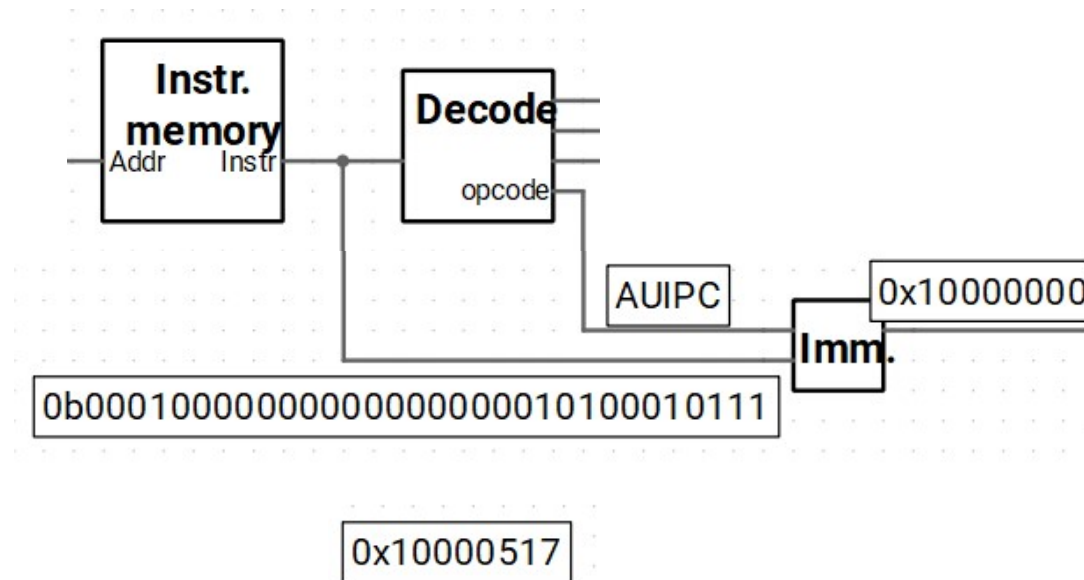 Instr.
memory
Addr
Instr
Decode
opcode
AUIPC
0x10000000
Imm.
0b00010000000000000000010100010111
0x10000517